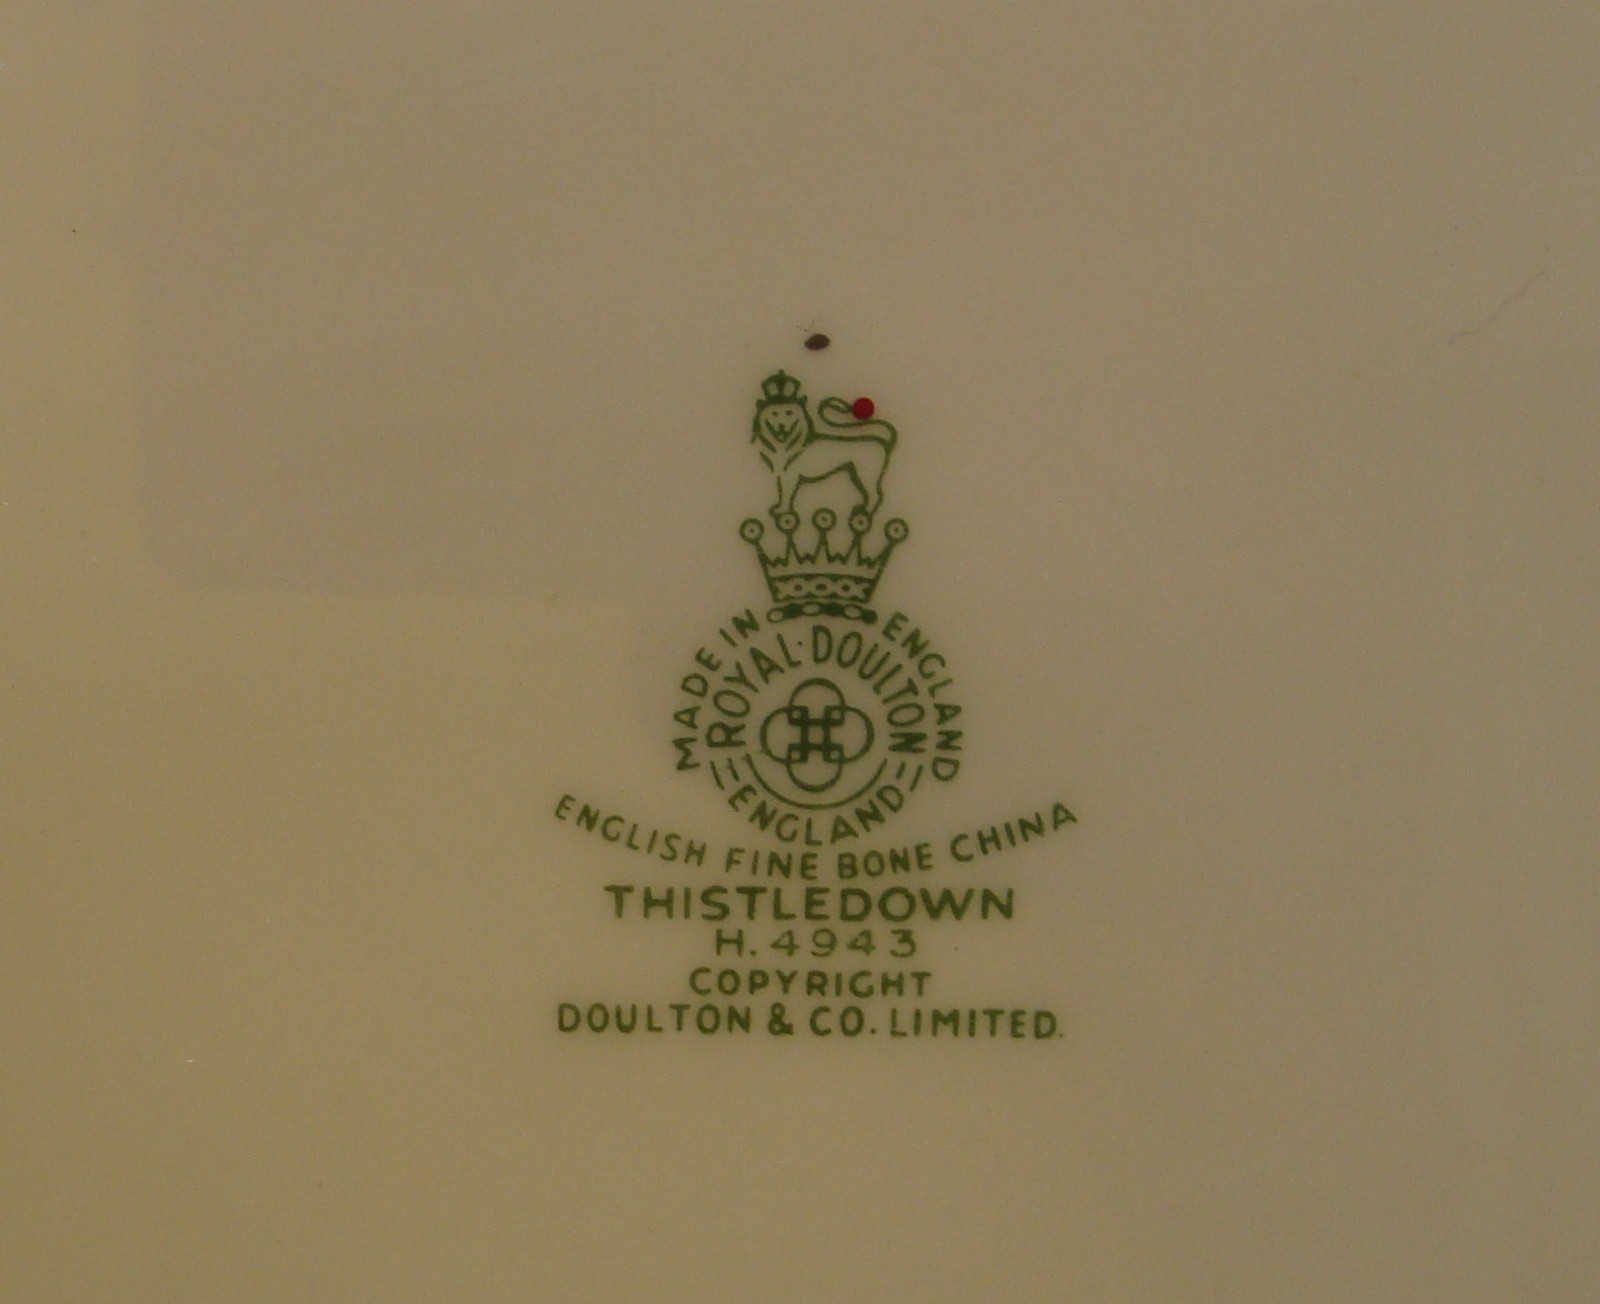 MADE IN ENGLAND
ROYAL·DOULTON
ENGLAND
ENGLISH FINE BONE CHINA
THISTLEDOWN
H. 4943
COPYRIGHT
DOULTON & CO. LIMITED.